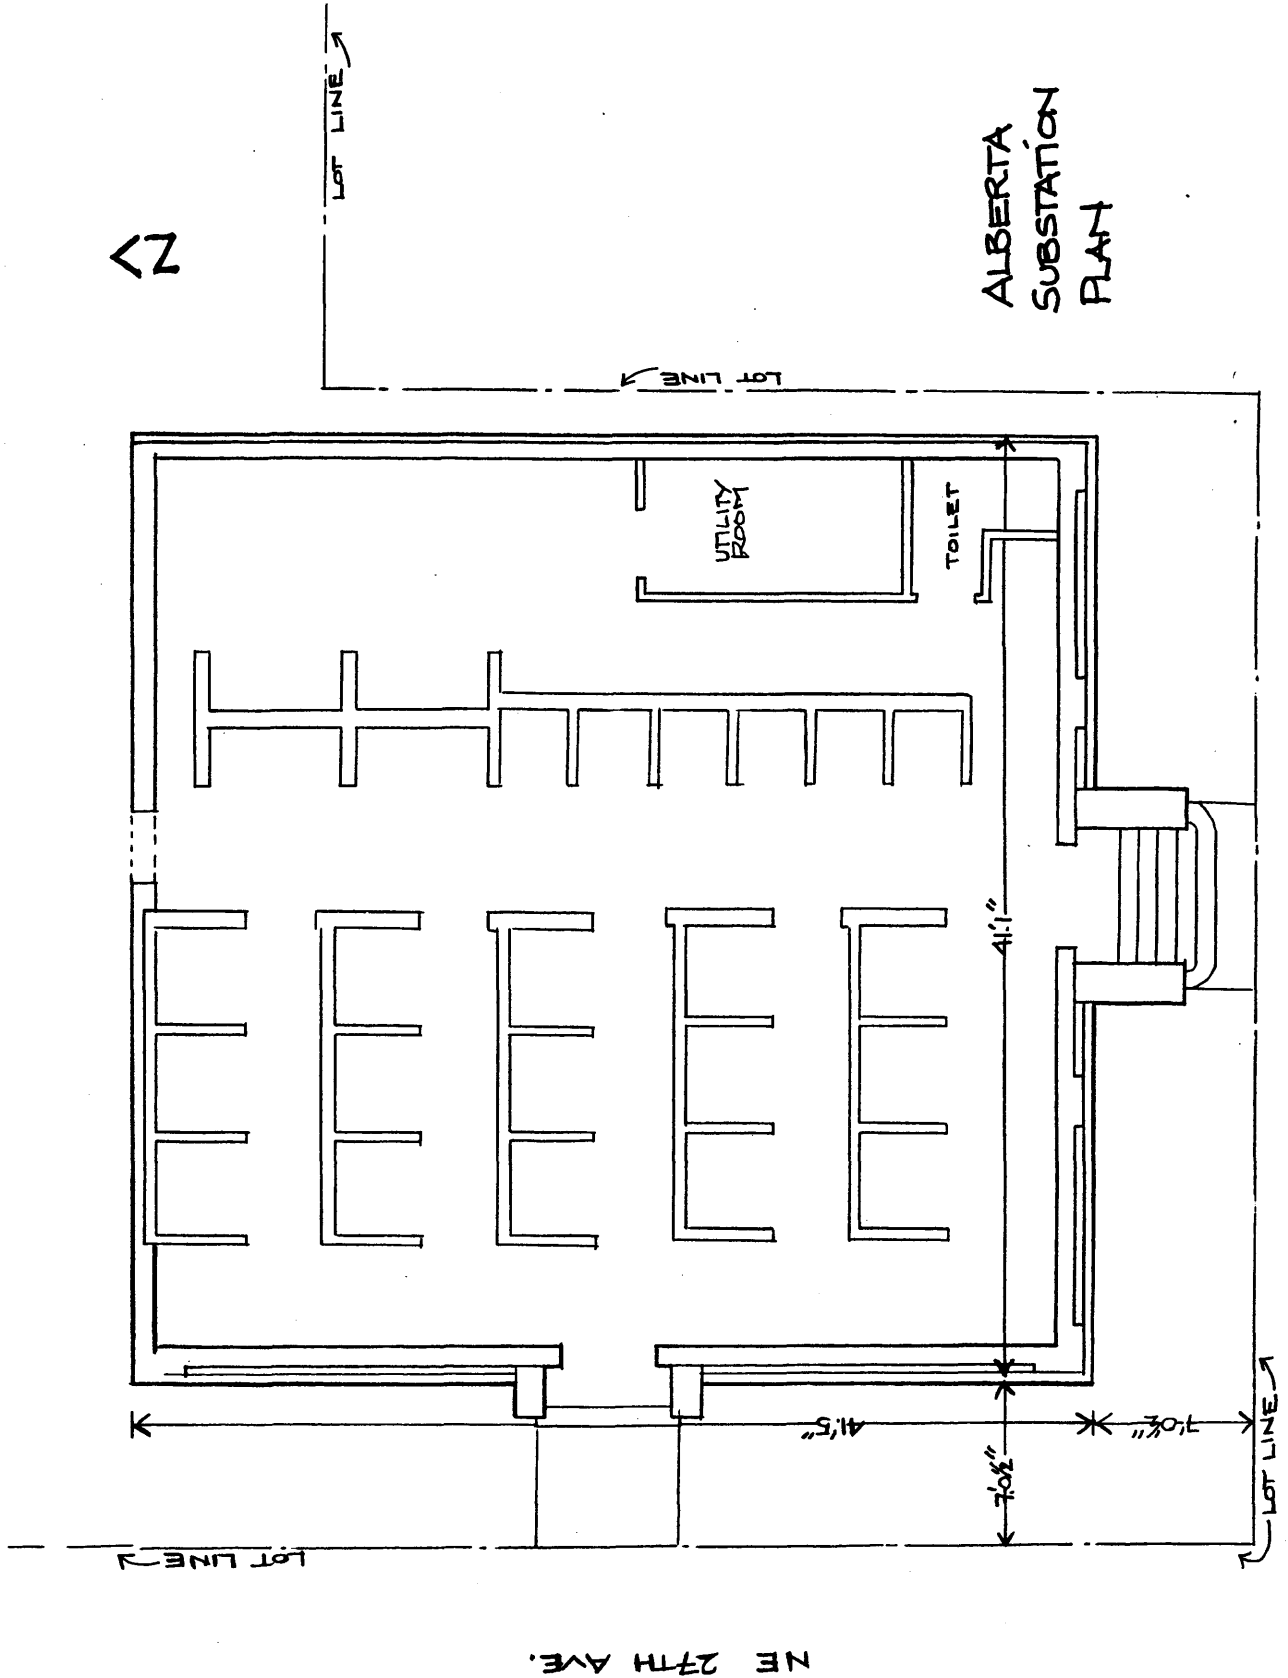 LOT LINE
<Z
ALBERTA
SUBSTATION
PLAN
LOT LINE
UTILITY
ROOM
TOILET
41'.1"
41'.5"
7'.0½"
7'.0½"
LOT LINE
LOT LINE
NE 27TH AVE.